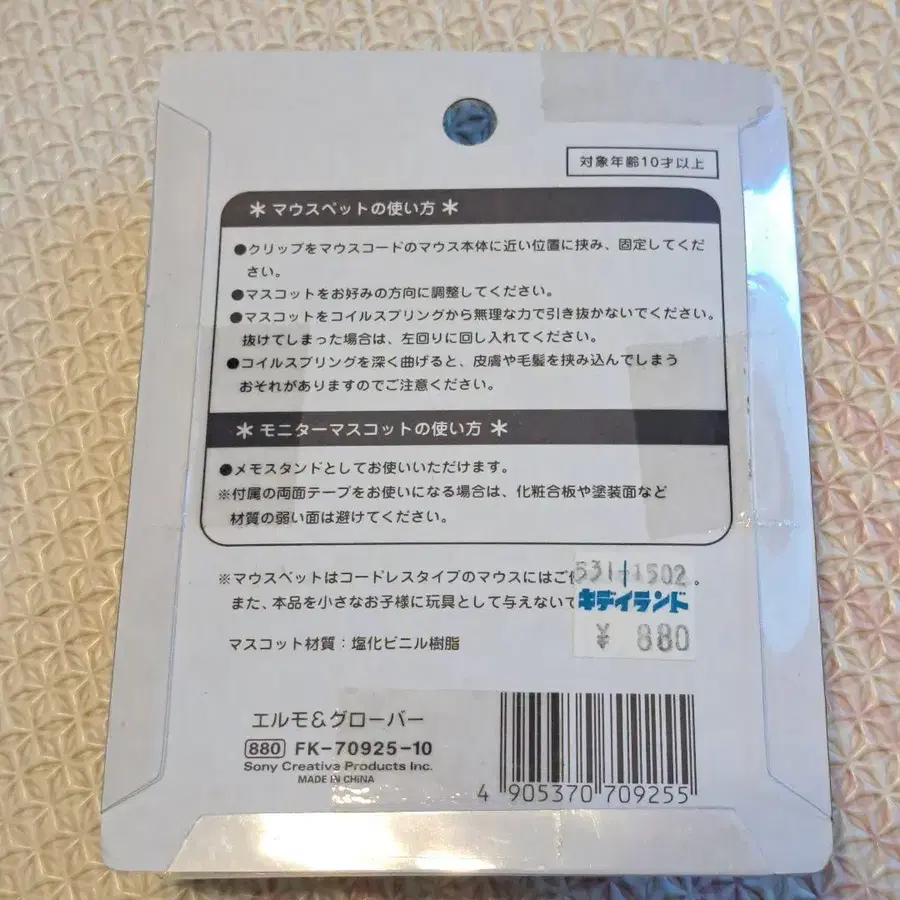 対象年齢10才以上
＊マウスペットの使い方＊
●クリップをマウスコードのマウス本体に近い位置に挟み、固定してくだ
さい。
●マスコットをお好みの方向に調整してください。
●マスコットをコイルスプリングから無理な力で引き抜かないでください。
抜けてしまった場合は、左回りに回し入れてください。
●コイルスプリングを深く曲げると、皮膚や毛髪を挟み込んでしまう
おそれがありますのでご注意ください。
＊モニターマスコットの使い方＊
●メモスタンドとしてお使いいただけます。
※付属の両面テープをお使いになる場合は、化粧合板や塗装面など
材質の弱い面は避けてください。
※マウスペットはコードレスタイプのマウスにはご
531-1502
。
また、本品を小さなお子様に玩具として与えないで
キデイランド
¥ 880
マスコット材質：塩化ビニル樹脂
エルモ&グローバー
880 FK-70925-10
Sony Creative Products Inc.
MADE IN CHINA
4 905370 709255